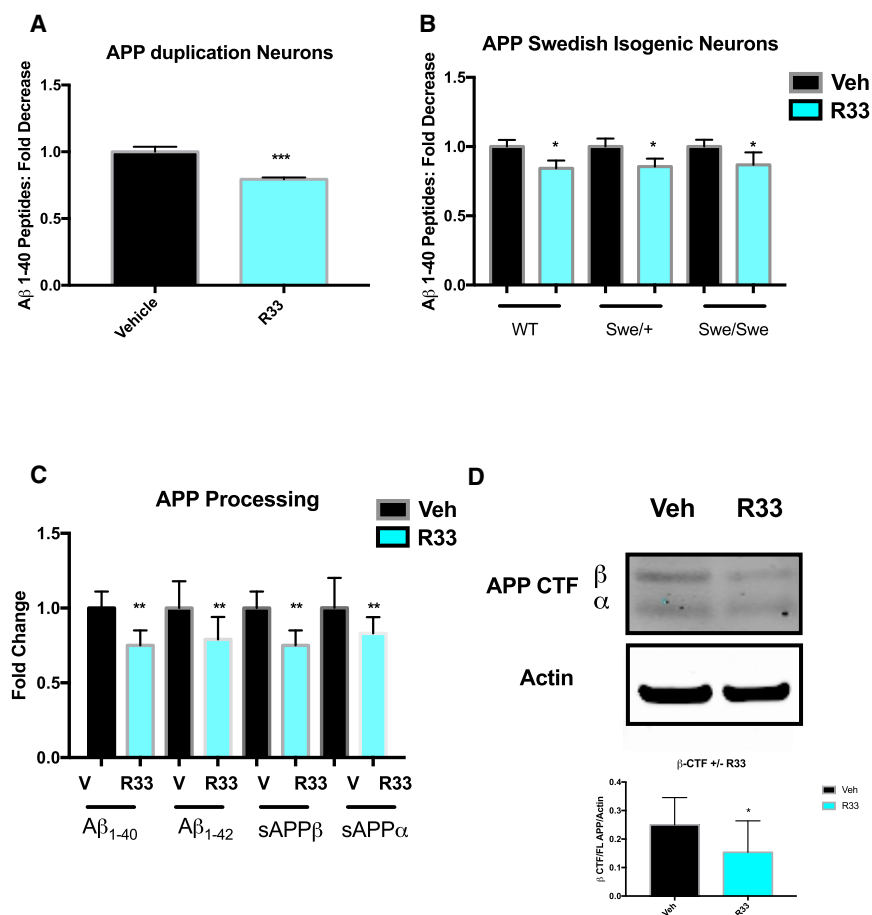 A
APP duplication Neurons
Aβ 1-40 Peptides: Fold Decrease
1.5
1.0
0.5
0.0
***
Vehicle
R33
B
APP Swedish Isogenic Neurons
Aβ 1-40 Peptides: Fold Decrease
1.5
1.0
0.5
0.0
*
*
*
WT
Swe/+
Swe/Swe
Veh
R33
C
APP Processing
Fold Change
1.5
1.0
0.5
0.0
**
**
**
**
V R33 V R33 V R33 V R33
Aβ1-40 Aβ1-42 sAPPβ sAPPα
Veh
R33
D
Veh R33
APP CTF β
α
Actin
β-CTF +/- R33
β CTF/FL APP/Actin
0.4
0.3
0.2
0.1
0.0
*
Veh
R33
Veh
R33